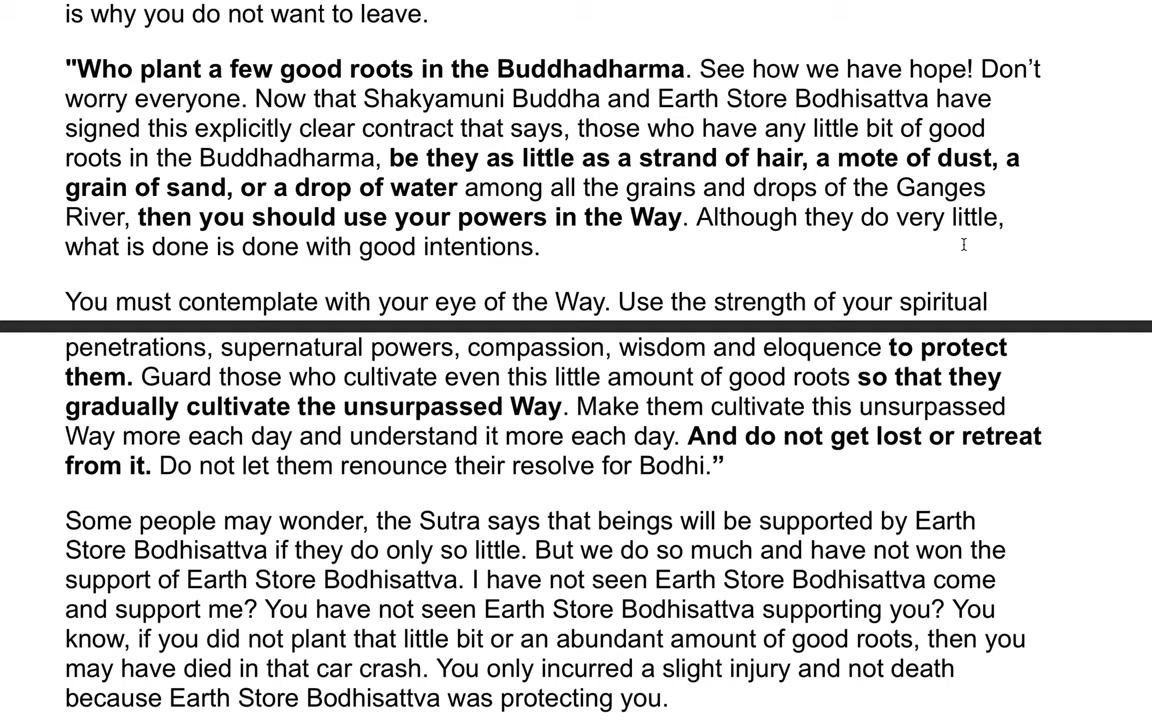 is why you do not want to leave.
"Who plant a few good roots in the Buddhadharma. See how we have hope! Don’t
worry everyone. Now that Shakyamuni Buddha and Earth Store Bodhisattva have
signed this explicitly clear contract that says, those who have any little bit of good
roots in the Buddhadharma, be they as little as a strand of hair, a mote of dust, a
grain of sand, or a drop of water among all the grains and drops of the Ganges
River, then you should use your powers in the Way. Although they do very little,
what is done is done with good intentions.
You must contemplate with your eye of the Way. Use the strength of your spiritual
penetrations, supernatural powers, compassion, wisdom and eloquence to protect
them. Guard those who cultivate even this little amount of good roots so that they
gradually cultivate the unsurpassed Way. Make them cultivate this unsurpassed
Way more each day and understand it more each day. And do not get lost or retreat
from it. Do not let them renounce their resolve for Bodhi.”
Some people may wonder, the Sutra says that beings will be supported by Earth
Store Bodhisattva if they do only so little. But we do so much and have not won the
support of Earth Store Bodhisattva. I have not seen Earth Store Bodhisattva come
and support me? You have not seen Earth Store Bodhisattva supporting you? You
know, if you did not plant that little bit or an abundant amount of good roots, then you
may have died in that car crash. You only incurred a slight injury and not death
because Earth Store Bodhisattva was protecting you.